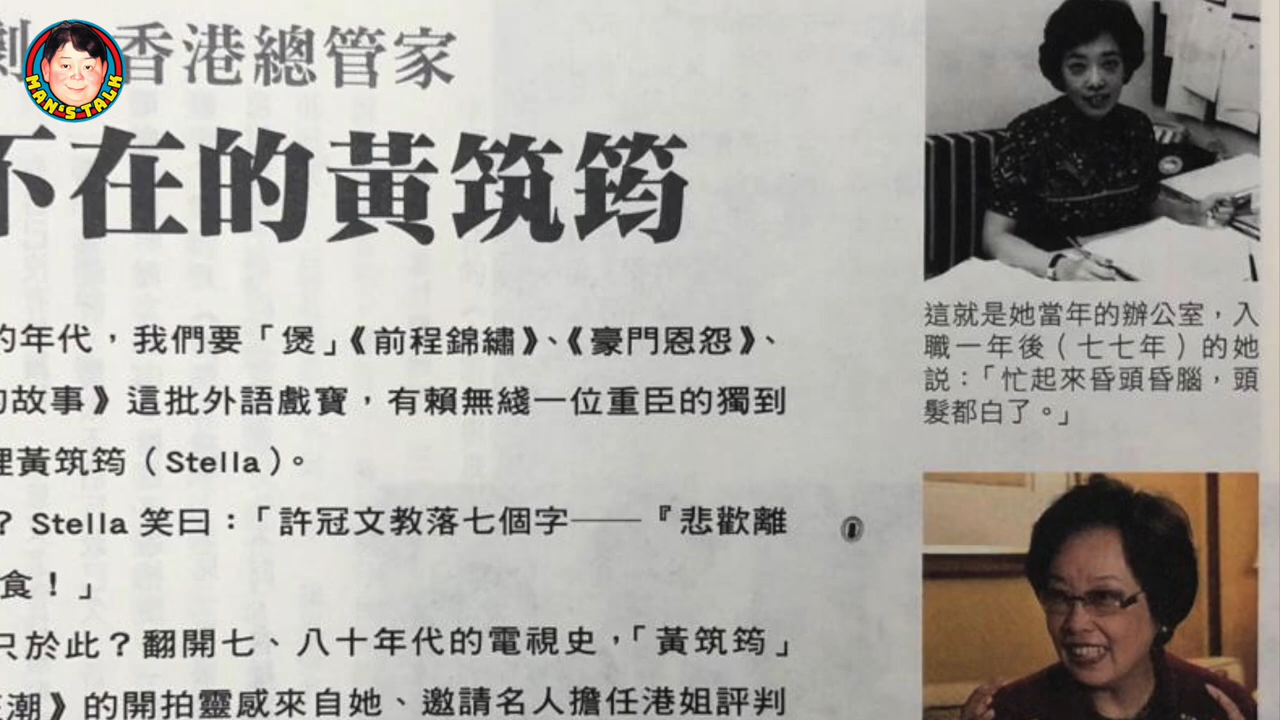 劇 香港總管家
不在的黃筑筠
的年代，我們要「煲」《前程錦繡》、《豪門恩怨》、
的故事》這批外語戲寶，有賴無綫一位重臣的獨到
理黃筑筠（Stella）。
？Stella 笑曰：「許冠文教落七個字——『悲歡離
食！」
只於此？翻開七、八十年代的電視史，「黃筑筠」
潮》的開拍靈感來自她、邀請名人擔任港姐評判
這就是她當年的辦公室，入
職一年後（七七年）的她
説：「忙起來昏頭昏腦，頭
髮都白了。」
MAN'S TALK